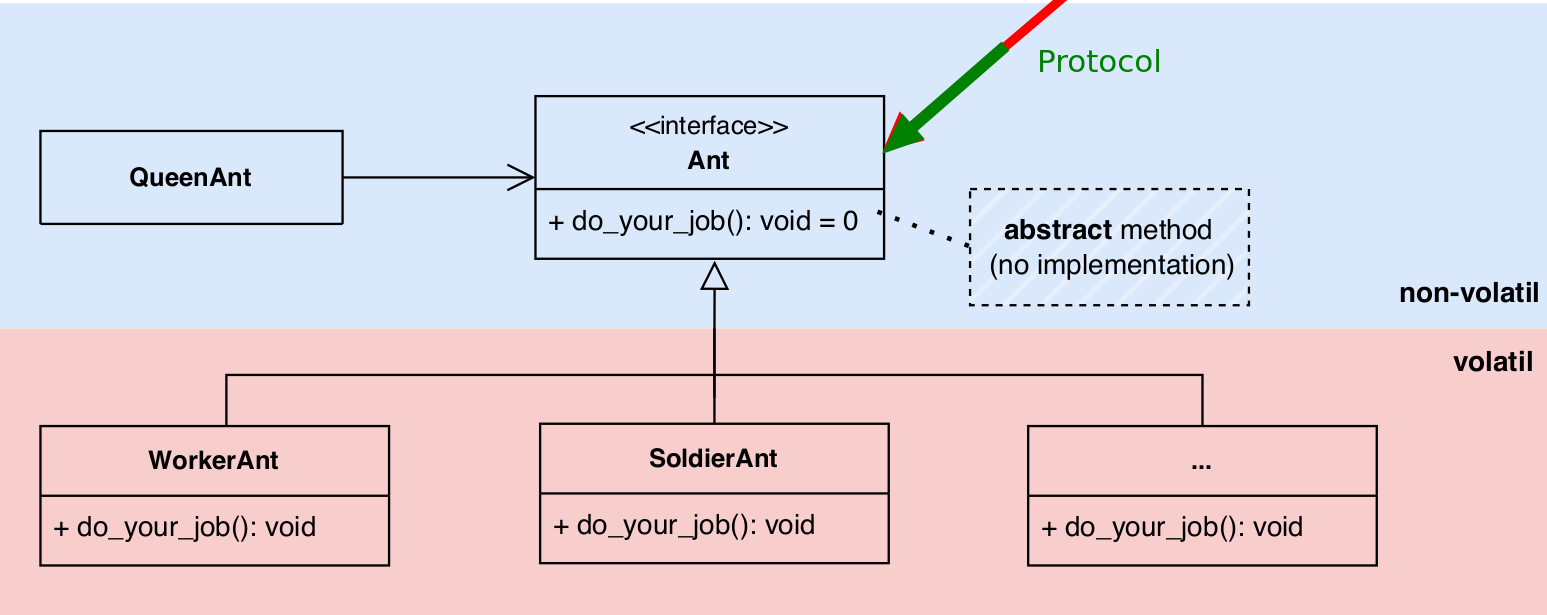 Protocol
<<interface>>
Ant
QueenAnt
+ do_your_job(): void = 0
abstract method
(no implementation)
non-volatil
volatil
WorkerAnt
+ do_your_job(): void
SoldierAnt
+ do_your_job(): void
...
+ do_your_job(): void